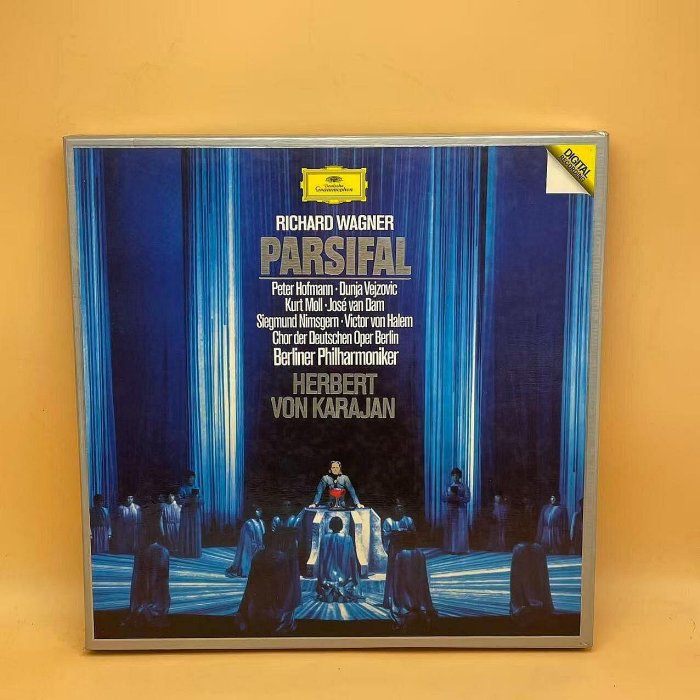 Deutsche
Grammophon
DIGITAL
RECORDING
RICHARD WAGNER
PARSIFAL
Peter Hofmann · Dunja Vejzovic
Kurt Moll · José van Dam
Siegmund Nimsgern · Victor von Halem
Chor der Deutschen Oper Berlin
Berliner Philharmoniker
HERBERT
VON KARAJAN